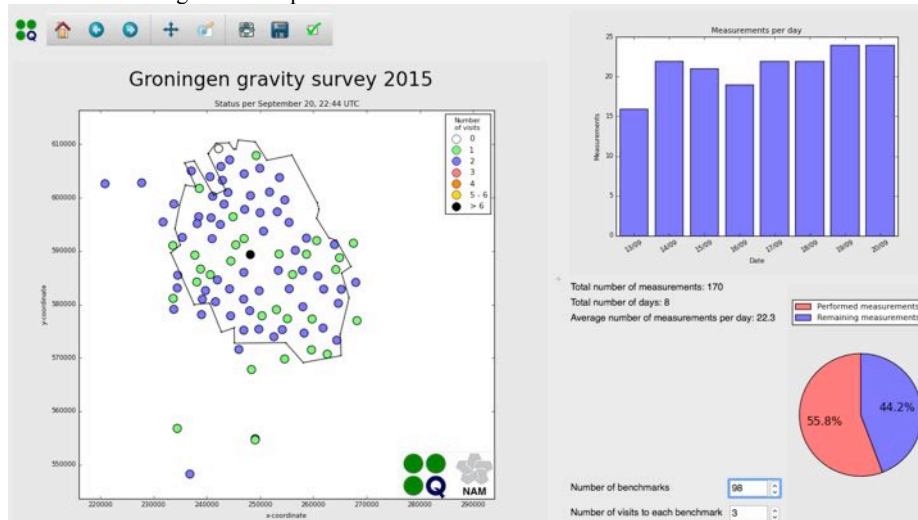 Q
Groningen gravity survey 2015
Status per September 20, 22:44 UTC
Number
of visits
0
1
2
3
4
5 - 6
> 6
610000
600000
590000
580000
570000
560000
550000
y-coordinate
220000 230000 240000 250000 260000 270000 280000 290000
x-coordinate
Q
NAM
Measurements per day
25
20
15
10
5
0
Measurements
13/09 14/09 15/09 16/09 17/09 18/09 19/09 20/09
Date
Total number of measurements: 170
Total number of days: 8
Average number of measurements per day: 22.3
Performed measurements
Remaining measurements
55.8%
44.2%
Number of benchmarks 98
Number of visits to each benchmark 3